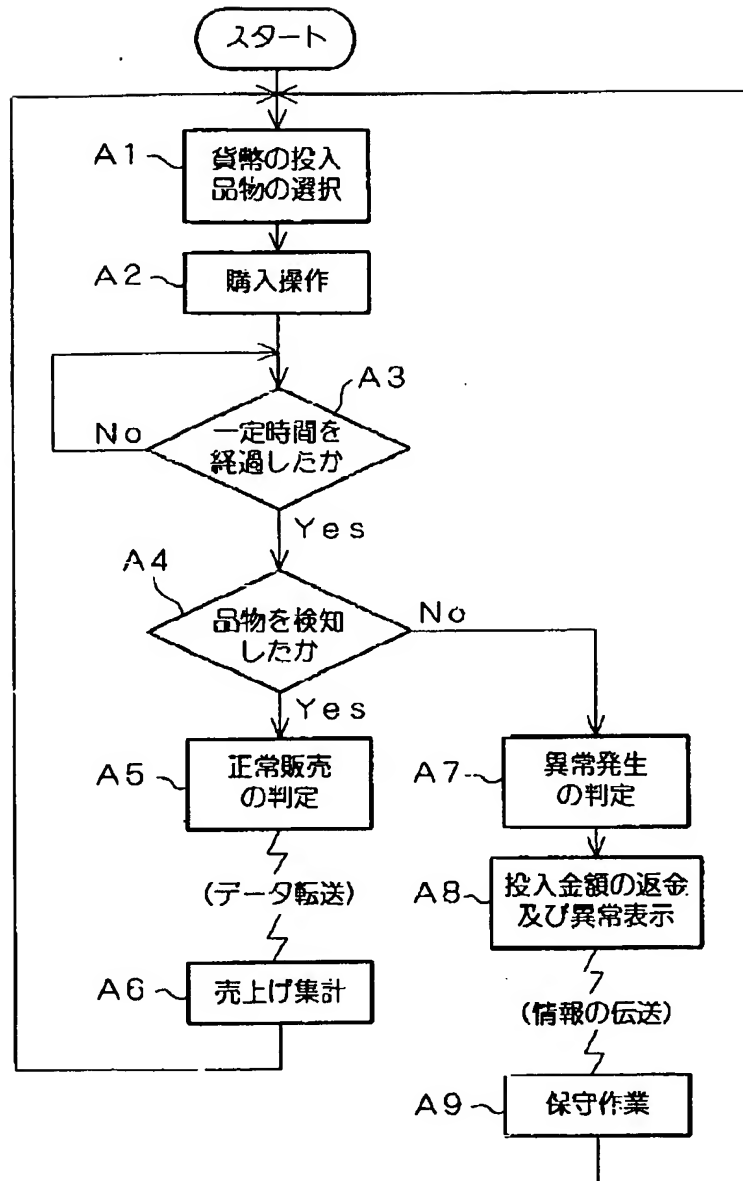 スタート
A1
貨幣の投入
品物の選択
A2
購入操作
A3
No
一定時間を
経過したか
Yes
A4
品物を検知
したか
No
Yes
A5
正常販売
の判定
A7
異常発生
の判定
(データ転送)
A8
投入金額の返金
及び異常表示
A6
売上げ集計
(情報の伝送)
A9
保守作業